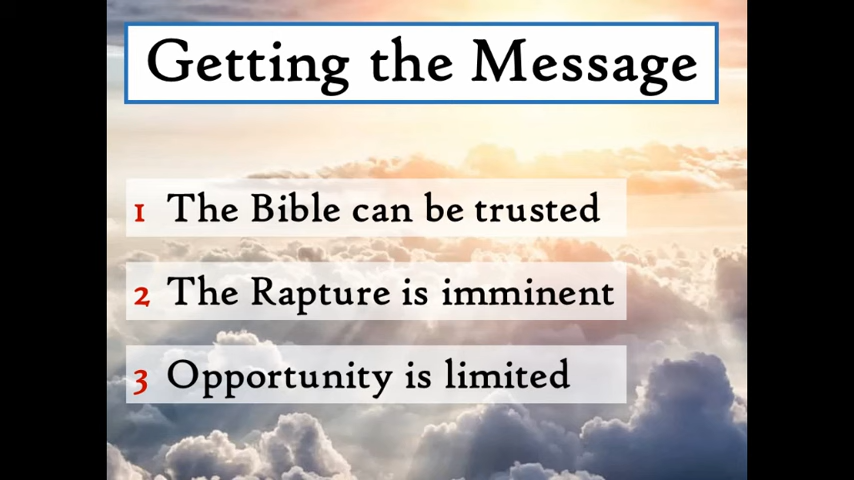 Getting the Message
1 The Bible can be trusted
2 The Rapture is imminent
3 Opportunity is limited